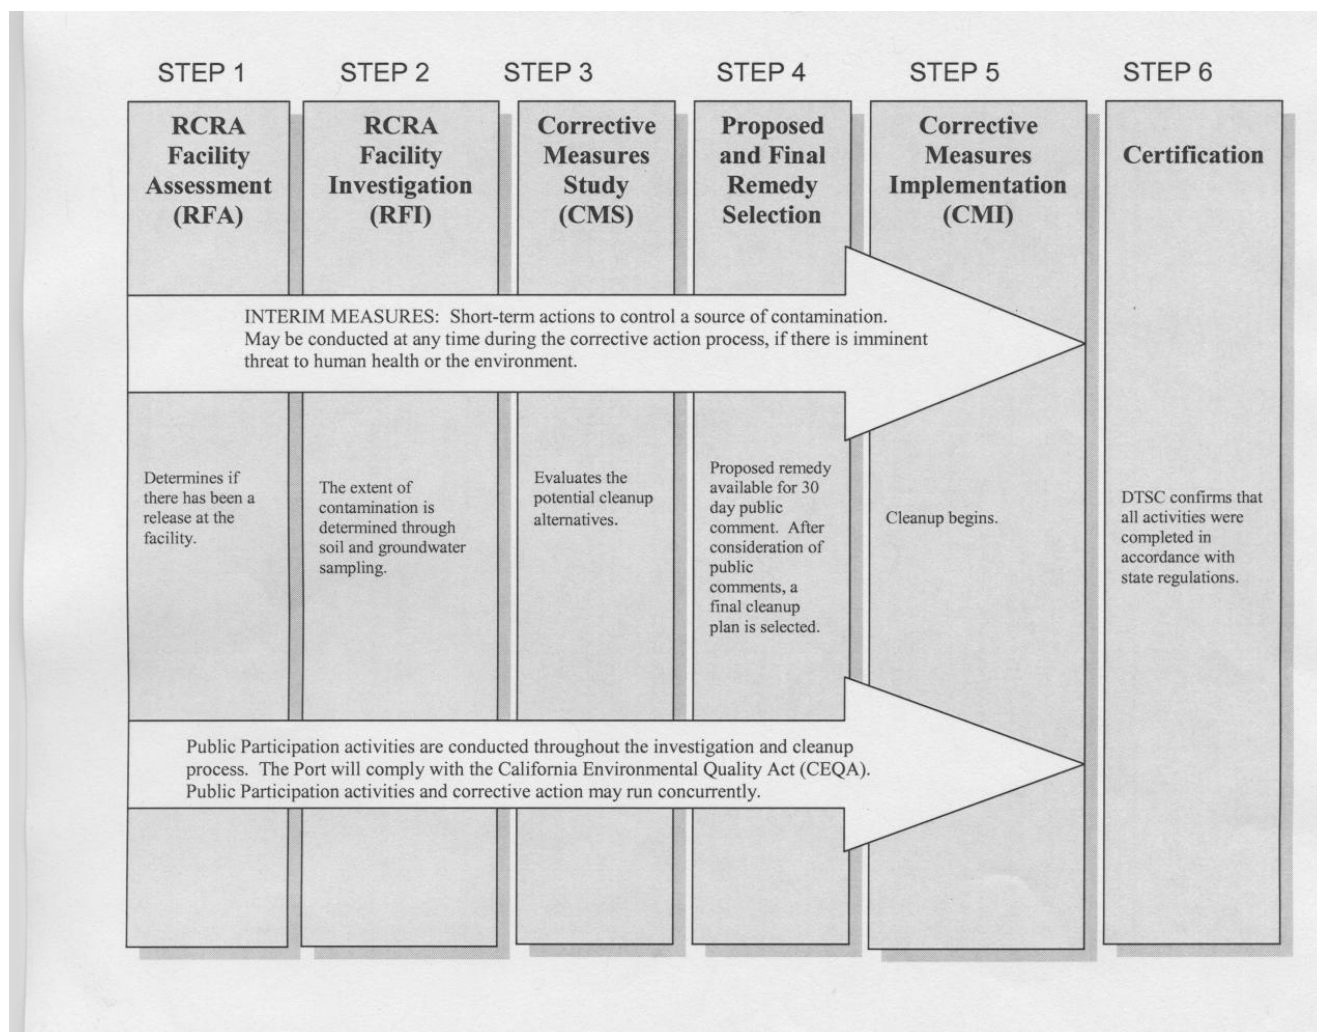 STEP 1
RCRA
Facility
Assessment
(RFA)
Determines if
there has been a
release at the
facility.
STEP 2
RCRA
Facility
Investigation
(RFI)
The extent of
contamination is
determined through
soil and groundwater
sampling.
STEP 3
Corrective
Measures
Study
(CMS)
Evaluates the
potential cleanup
alternatives.
STEP 4
Proposed
and Final
Remedy
Selection
Proposed remedy
available for 30
day public
comment. After
consideration of
public
comments, a
final cleanup
plan is selected.
STEP 5
Corrective
Measures
Implementation
(CMI)
Cleanup begins.
STEP 6
Certification
DTSC confirms that
all activities were
completed in
accordance with
state regulations.
INTERIM MEASURES: Short-term actions to control a source of contamination.
May be conducted at any time during the corrective action process, if there is imminent
threat to human health or the environment.
Public Participation activities are conducted throughout the investigation and cleanup
process. The Port will comply with the California Environmental Quality Act (CEQA).
Public Participation activities and corrective action may run concurrently.